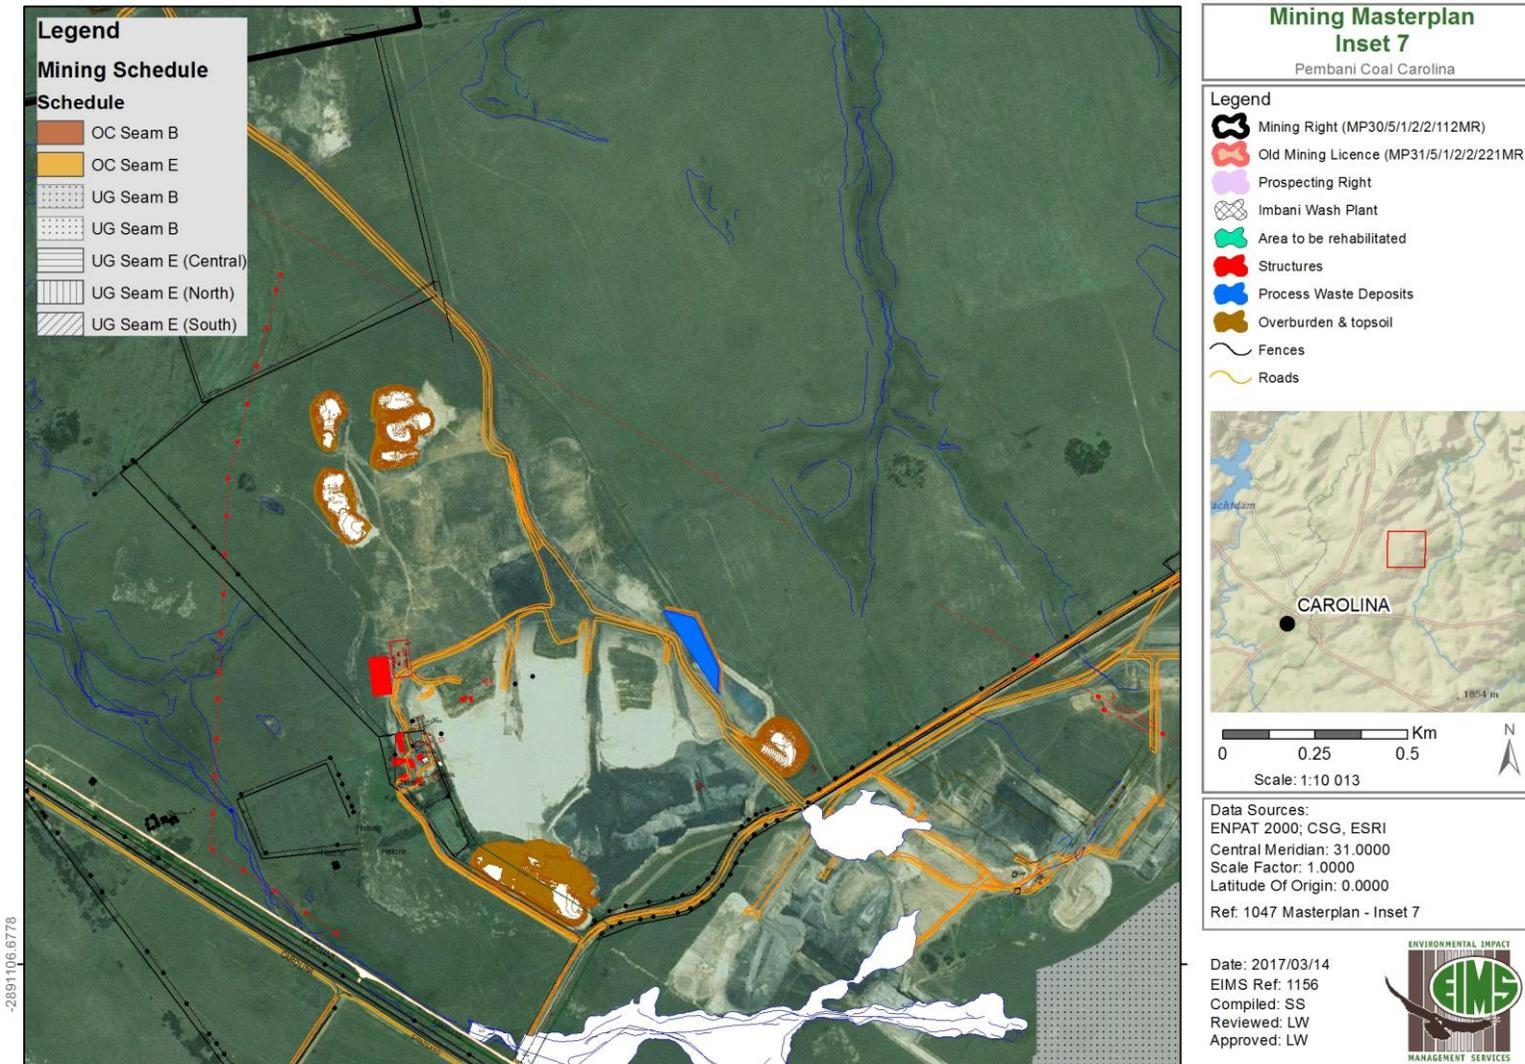 Legend
Mining Schedule
Schedule
OC Seam B
OC Seam E
UG Seam B
UG Seam B
UG Seam E (Central)
UG Seam E (North)
UG Seam E (South)
-2891106.6778
CAROLINA
Mining Masterplan
Inset 7
Pembani Coal Carolina
Legend
Mining Right (MP30/5/1/2/2/112MR)
Old Mining Licence (MP31/5/1/2/2/221MR
Prospecting Right
Imbani Wash Plant
Area to be rehabilitated
Structures
Process Waste Deposits
Overburden & topsoil
Fences
Roads
achtdam
CAROLINA
1854 m
Km
0 0.25 0.5
N
Scale: 1:10 013
Data Sources:
ENPAT 2000; CSG, ESRI
Central Meridian: 31.0000
Scale Factor: 1.0000
Latitude Of Origin: 0.0000
Ref: 1047 Masterplan - Inset 7
Date: 2017/03/14
EIMS Ref: 1156
Compiled: SS
Reviewed: LW
Approved: LW
ENVIRONMENTAL IMPACT
EIMS
MANAGEMENT SERVICES